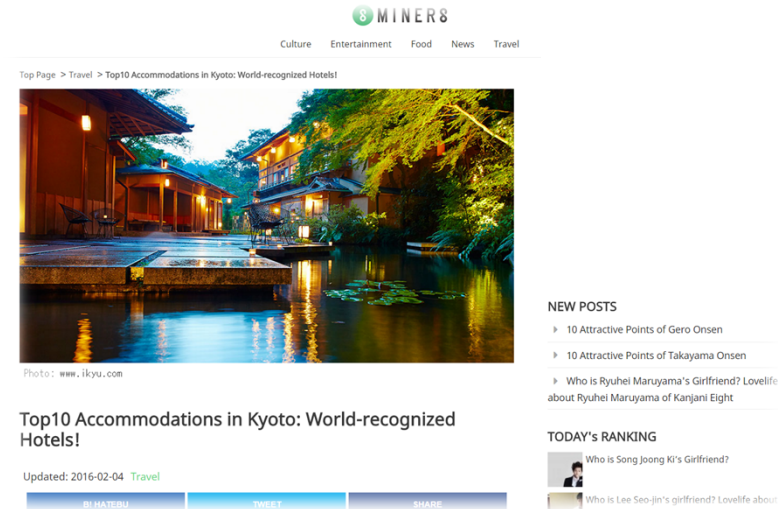 8 MINER8
Culture Entertainment Food News Travel
Top Page > Travel > Top10 Accommodations in Kyoto: World-recognized Hotels!
Photo: www.ikyu.com
Top10 Accommodations in Kyoto: World-recognized
Hotels!
Updated: 2016-02-04 Travel
B! HATEBU TWEET SHARE
NEW POSTS
10 Attractive Points of Gero Onsen
10 Attractive Points of Takayama Onsen
Who is Ryuhei Maruyama's Girlfriend? Lovelife
about Ryuhei Maruyama of Kanjani Eight
TODAY's RANKING
Who is Song Joong Ki's Girlfriend?
Who is Lee Seo-jin's girlfriend? Lovelife about